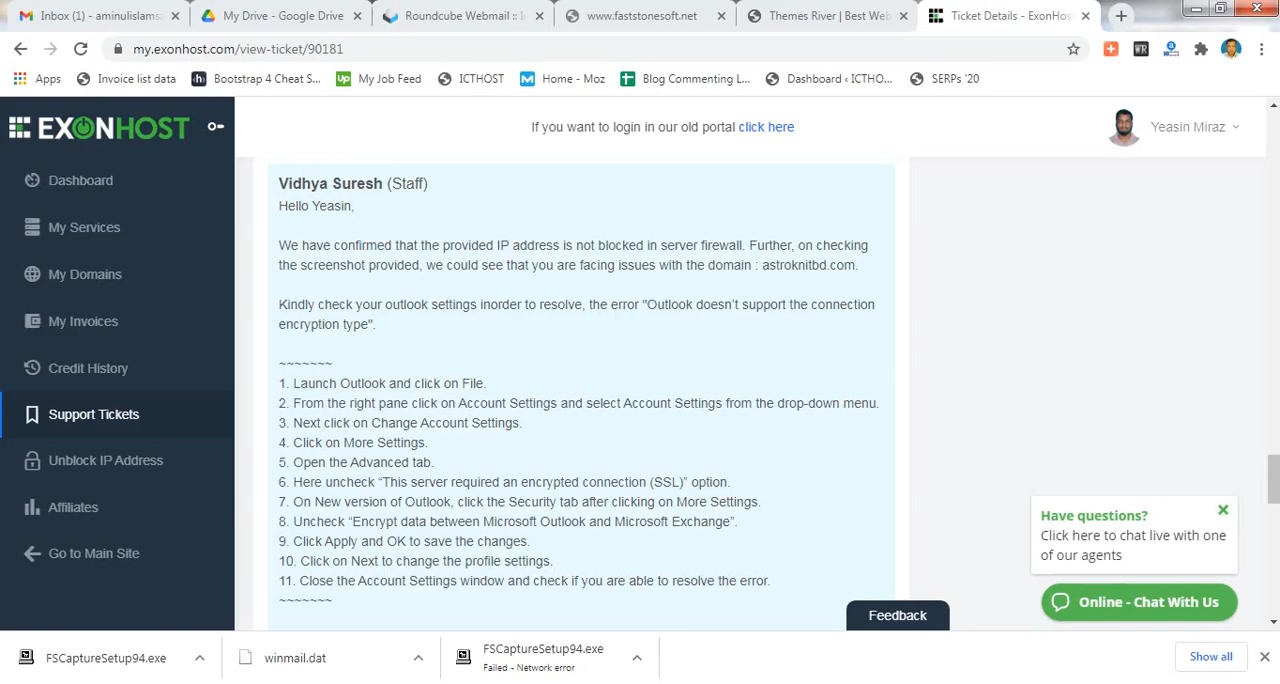 Inbox (1) - aminulislamsa
My Drive - Google Drive
Roundcube Webmail :: I
www.faststonesoft.net
Themes River | Best Web
Ticket Details - ExonHos
my.exonhost.com/view-ticket/90181
Apps
Invoice list data
Bootstrap 4 Cheat S...
My Job Feed
ICTHOST
Home - Moz
Blog Commenting L...
Dashboard ‹ ICTHO...
SERPs '20
EXONHOST
If you want to login in our old portal click here
Yeasin Miraz
Dashboard
My Services
My Domains
My Invoices
Credit History
Support Tickets
Unblock IP Address
Affiliates
Go to Main Site
Vidhya Suresh (Staff)
Hello Yeasin,
We have confirmed that the provided IP address is not blocked in server firewall. Further, on checking
the screenshot provided, we could see that you are facing issues with the domain : astroknitbd.com.
Kindly check your outlook settings inorder to resolve, the error "Outlook doesn’t support the connection
encryption type".
~~~~~~~
1. Launch Outlook and click on File.
2. From the right pane click on Account Settings and select Account Settings from the drop-down menu.
3. Next click on Change Account Settings.
4. Click on More Settings.
5. Open the Advanced tab.
6. Here uncheck “This server required an encrypted connection (SSL)” option.
7. On New version of Outlook, click the Security tab after clicking on More Settings.
8. Uncheck “Encrypt data between Microsoft Outlook and Microsoft Exchange”.
9. Click Apply and OK to save the changes.
10. Click on Next to change the profile settings.
11. Close the Account Settings window and check if you are able to resolve the error.
~~~~~~~
Have questions?
Click here to chat live with one
of our agents
Online - Chat With Us
Feedback
FSCaptureSetup94.exe
winmail.dat
FSCaptureSetup94.exe
Failed - Network error
Show all